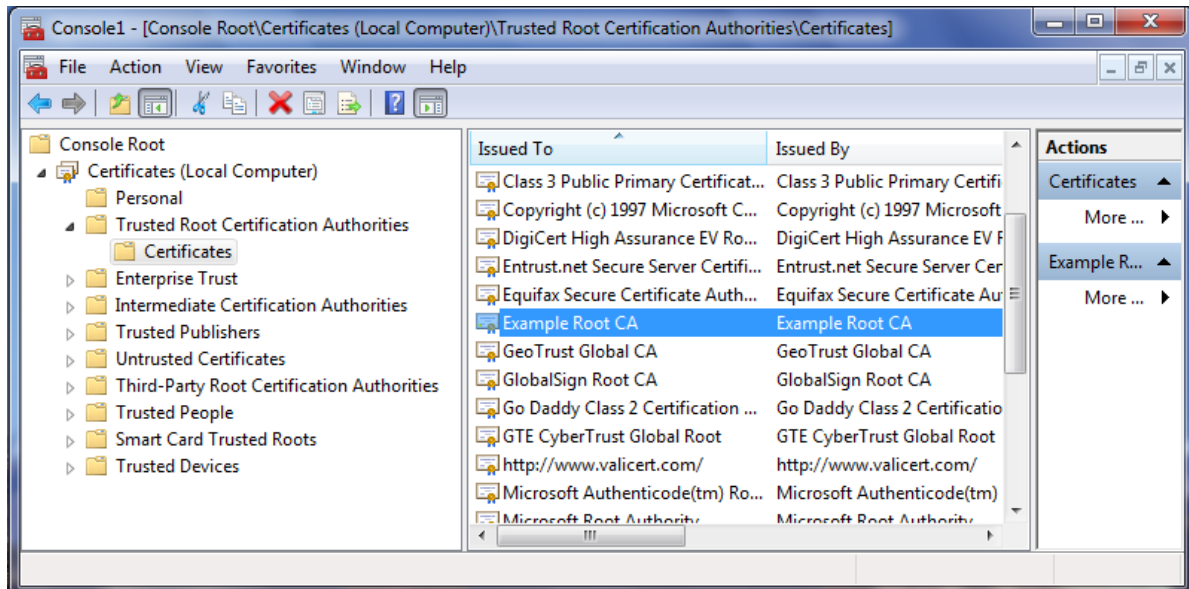 Console1 - [Console Root\Certificates (Local Computer)\Trusted Root Certification Authorities\Certificates]
File Action View Favorites Window Help
Console Root
Certificates (Local Computer)
Personal
Trusted Root Certification Authorities
Certificates
Enterprise Trust
Intermediate Certification Authorities
Trusted Publishers
Untrusted Certificates
Third-Party Root Certification Authorities
Trusted People
Smart Card Trusted Roots
Trusted Devices
Issued To Issued By
Class 3 Public Primary Certificat... Class 3 Public Primary Certifi
Copyright (c) 1997 Microsoft C... Copyright (c) 1997 Microsoft
DigiCert High Assurance EV Ro... DigiCert High Assurance EV F
Entrust.net Secure Server Certifi... Entrust.net Secure Server Cer
Equifax Secure Certificate Auth... Equifax Secure Certificate Au
Example Root CA Example Root CA
GeoTrust Global CA GeoTrust Global CA
GlobalSign Root CA GlobalSign Root CA
Go Daddy Class 2 Certification ... Go Daddy Class 2 Certificatio
GTE CyberTrust Global Root GTE CyberTrust Global Root
http://www.valicert.com/ http://www.valicert.com/
Microsoft Authenticode(tm) Ro... Microsoft Authenticode(tm)
Microsoft Root Authority Microsoft Root Authority
Actions
Certificates
More ...
Example R...
More ...